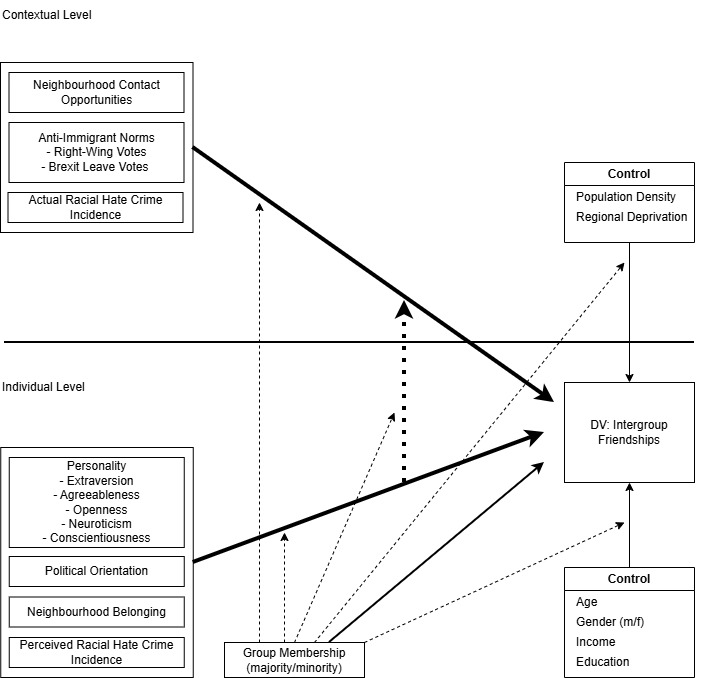 Contextual Level
Neighbourhood Contact
Opportunities
Anti-Immigrant Norms
- Right-Wing Votes
- Brexit Leave Votes
Actual Racial Hate Crime
Incidence
Control
Population Density
Regional Deprivation
Individual Level
DV: Intergroup
Friendships
Personality
- Extraversion
- Agreeableness
- Openness
- Neuroticism
- Conscientiousness
Political Orientation
Neighbourhood Belonging
Perceived Racial Hate Crime
Incidence
Group Membership
(majority/minority)
Control
Age
Gender (m/f)
Income
Education